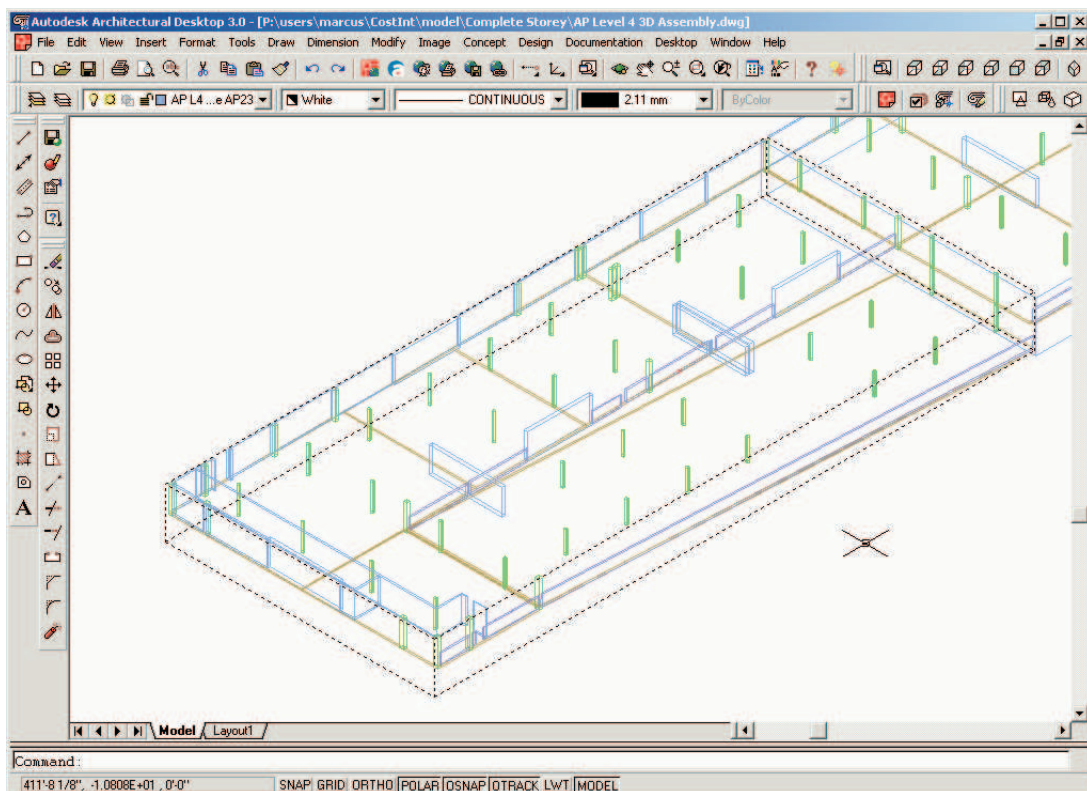 Autodesk Architectural Desktop 3.0 - [P:\users\marcus\CostInt\model\Complete Storey\AP Level 4 3D Assembly.dwg]
File Edit View Insert Format Tools Draw Dimension Modify Image Concept Design Documentation Desktop Window Help
AP L4 ...e AP23 White CONTINUOUS 2.11 mm ByColor
A
Model Layout1
Command:
411'-8 1/8", -1.0808E+01 , 0'-0" SNAP GRID ORTHO POLAR OSNAP OTRACK LWT MODEL